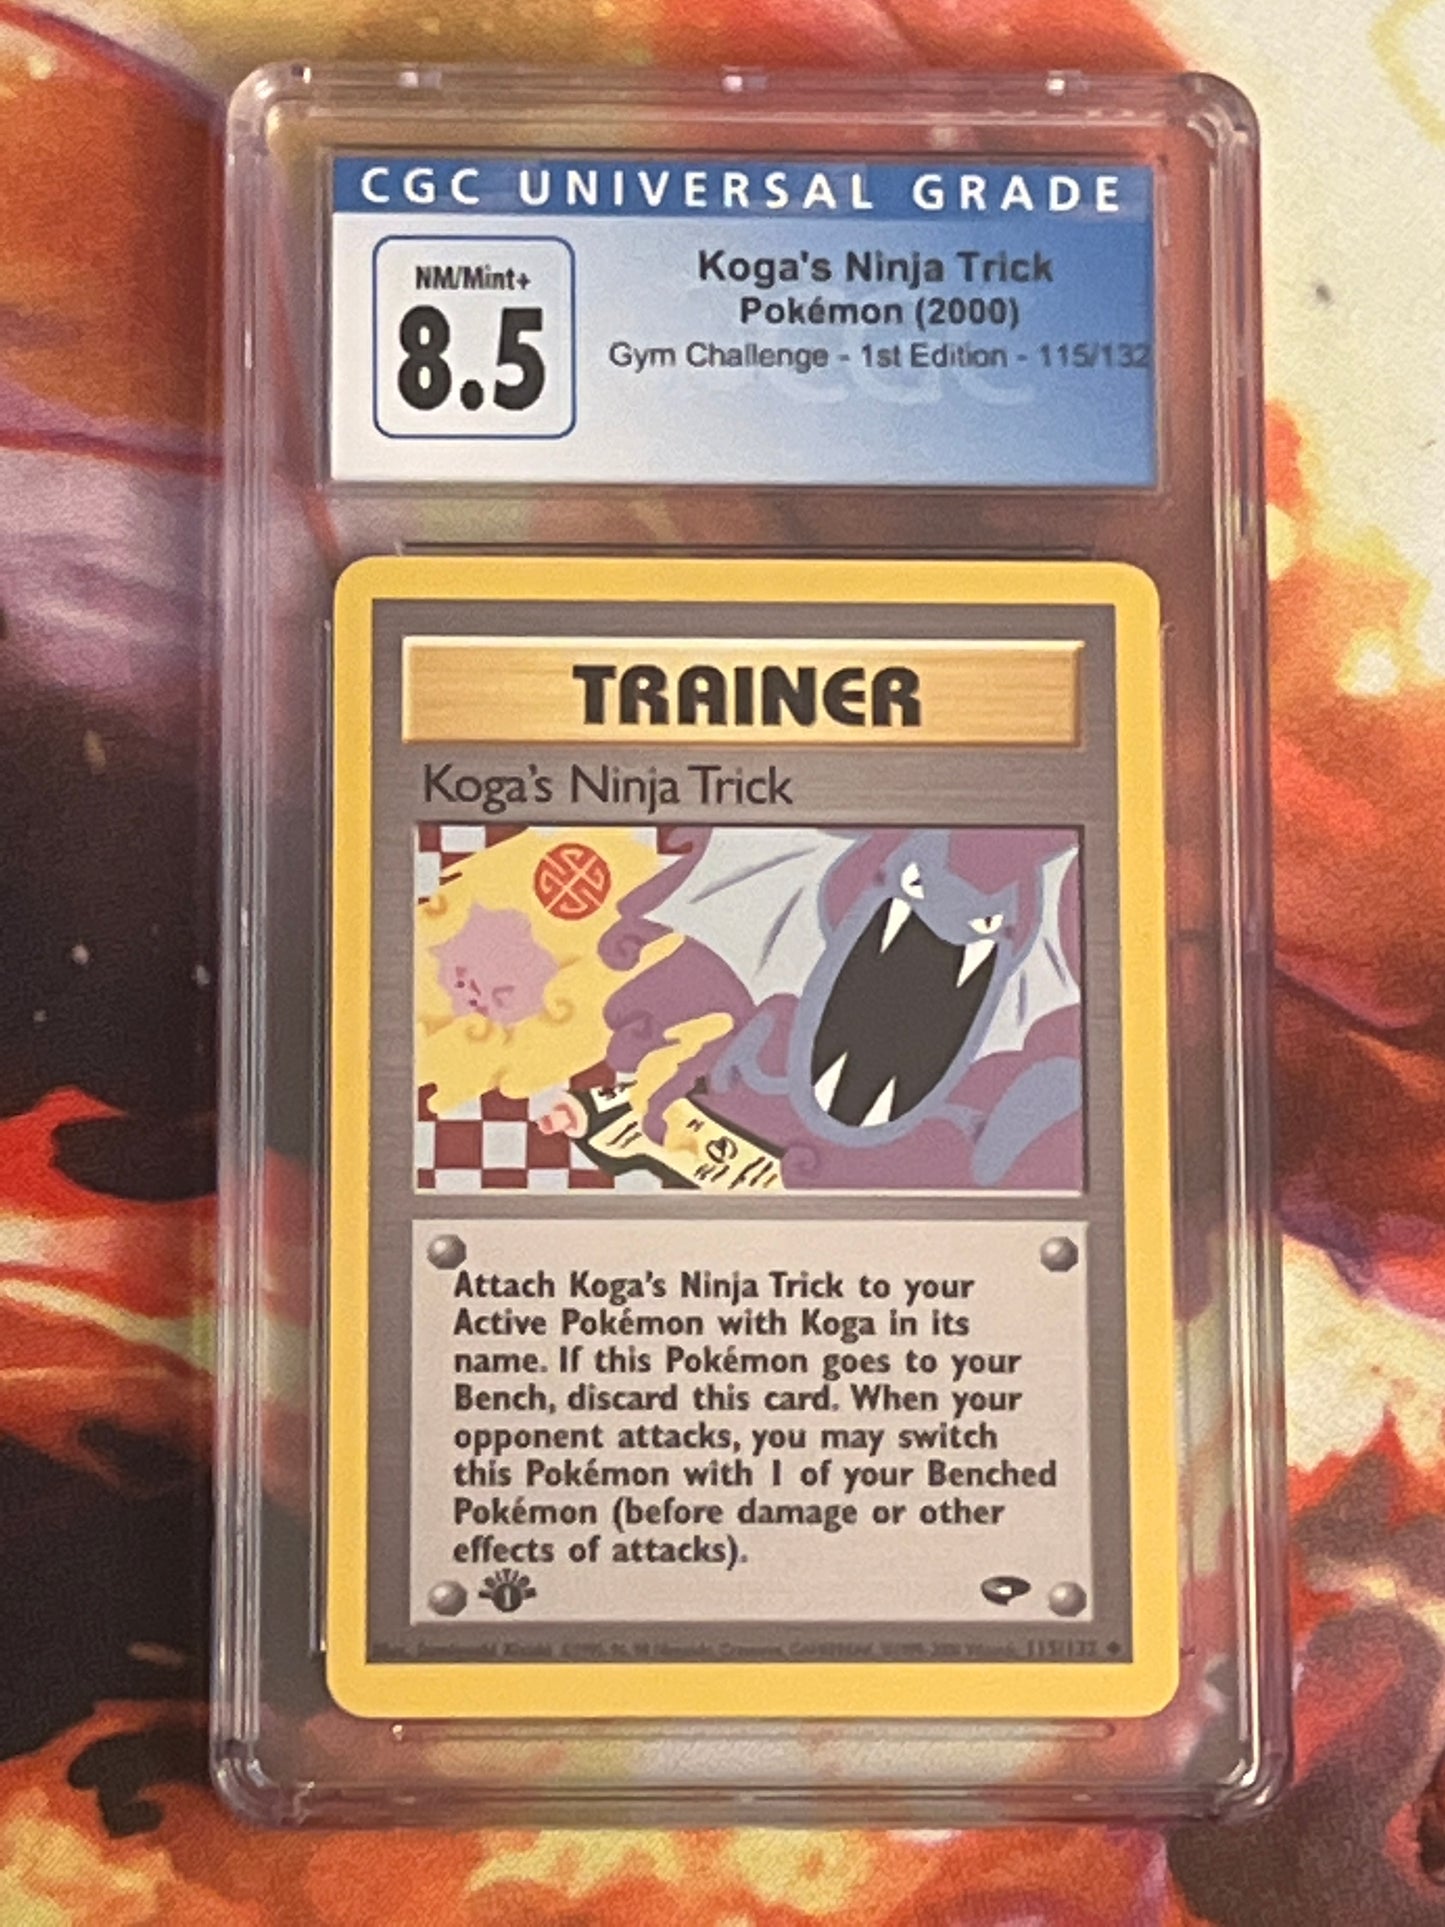 CGC UNIVERSAL GRADE
NM/Mint+
8.5
Koga's Ninja Trick
Pokémon (2000)
Gym Challenge - 1st Edition - 115/132
TRAINER
Koga's Ninja Trick
Attach Koga's Ninja Trick to your
Active Pokémon with Koga in its
name. If this Pokémon goes to your
Bench, discard this card. When your
opponent attacks, you may switch
this Pokémon with 1 of your Benched
Pokémon (before damage or other
effects of attacks).
1
115/132